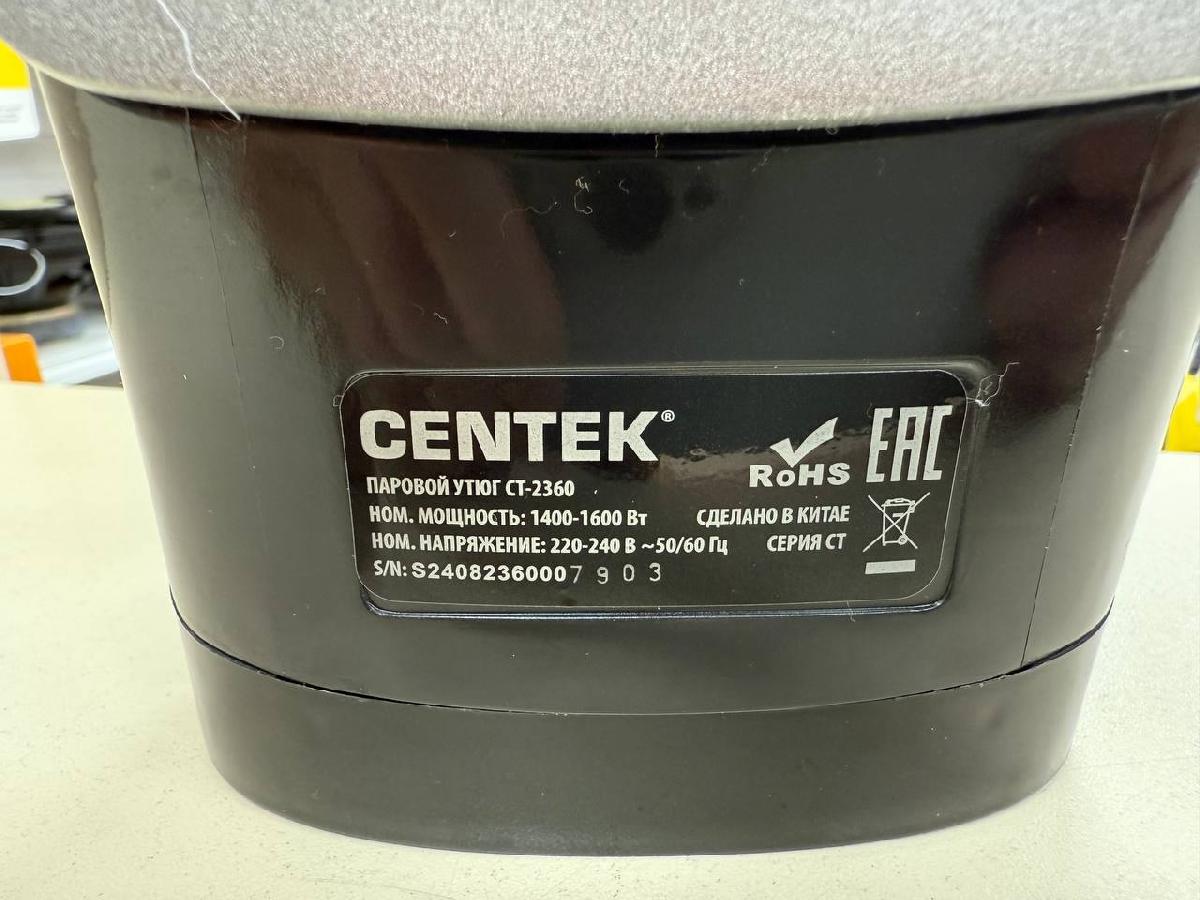 CENTEK®
RoHS
EAC
ПАРОВОЙ УТЮГ CT-2360
НОМ. МОЩНОСТЬ: 1400-1600 Вт
СДЕЛАНО В КИТАЕ
НОМ. НАПРЯЖЕНИЕ: 220-240 В ~50/60 Гц
СЕРИЯ СТ
S/N: S24082360007903